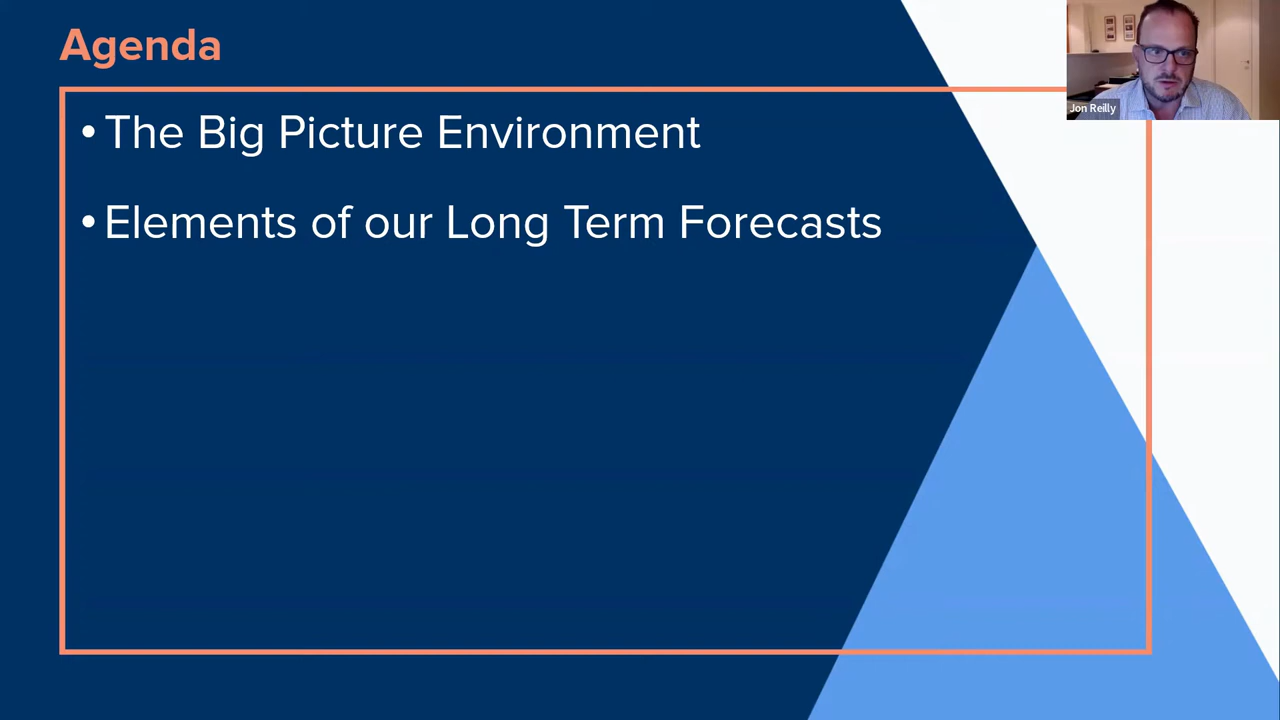 Agenda
• The Big Picture Environment
• Elements of our Long Term Forecasts
Jon Reilly